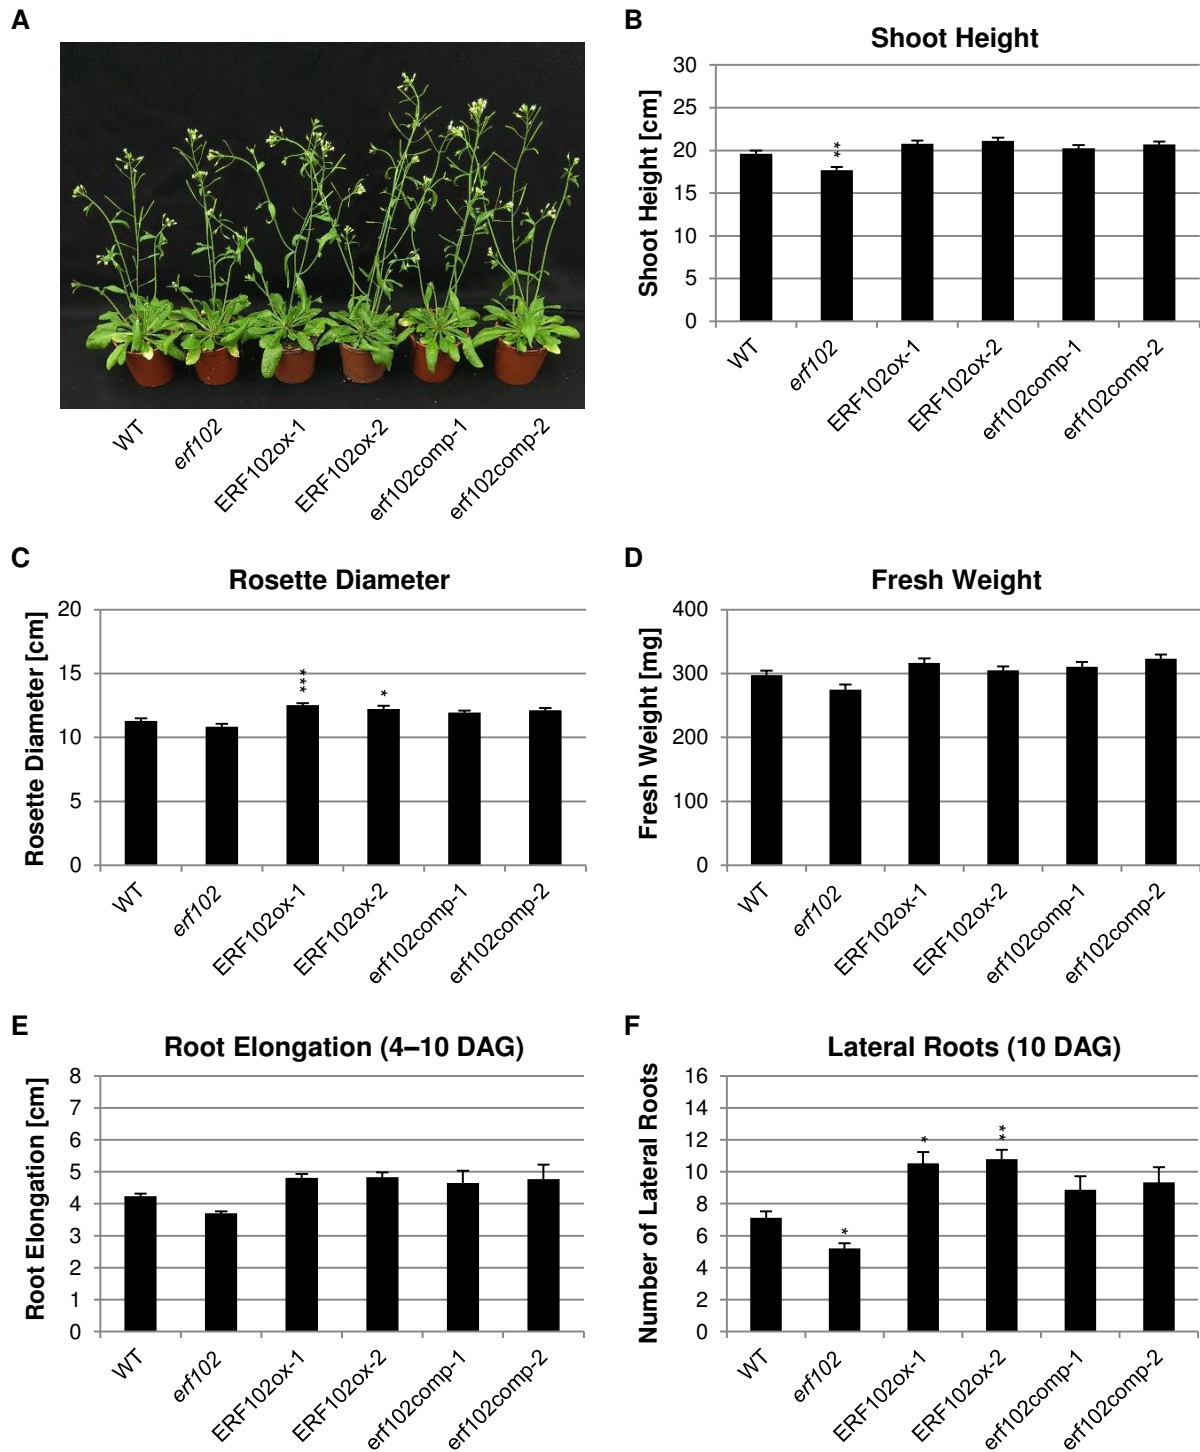 A
WT
erf102
ERF102ox-1
ERF102ox-2
erf102comp-1
erf102comp-2
B
Shoot Height
Shoot Height [cm]
30
25
20
15
10
5
0
**
WT
erf102
ERF102ox-1
ERF102ox-2
erf102comp-1
erf102comp-2
C
Rosette Diameter
Rosette Diameter [cm]
20
15
10
5
0
***
*
WT
erf102
ERF102ox-1
ERF102ox-2
erf102comp-1
erf102comp-2
D
Fresh Weight
Fresh Weight [mg]
400
300
200
100
0
WT
erf102
ERF102ox-1
ERF102ox-2
erf102comp-1
erf102comp-2
E
Root Elongation (4–10 DAG)
Root Elongation [cm]
8
7
6
5
4
3
2
1
0
WT
erf102
ERF102ox-1
ERF102ox-2
erf102comp-1
erf102comp-2
F
Lateral Roots (10 DAG)
Number of Lateral Roots
16
14
12
10
8
6
4
2
0
*
*
**
WT
erf102
ERF102ox-1
ERF102ox-2
erf102comp-1
erf102comp-2